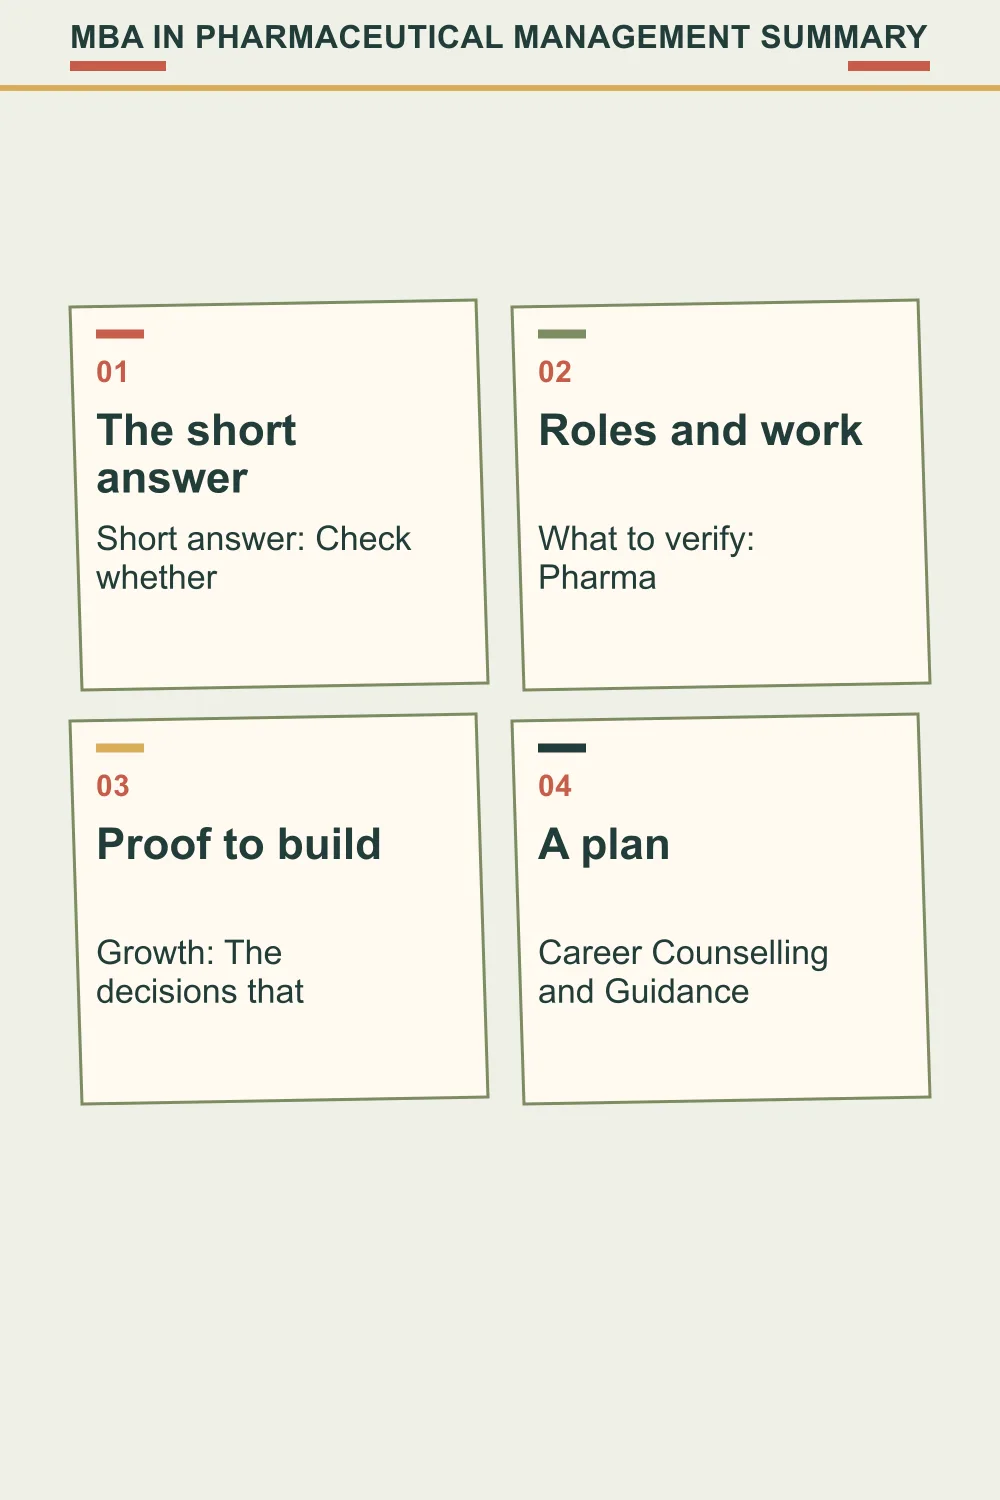 MBA IN PHARMACEUTICAL MANAGEMENT SUMMARY
01
The short
answer
Short answer: Check
whether
02
Roles and work
What to verify:
Pharma
03
Proof to build
Growth: The
decisions that
04
A plan
Career Counselling
and Guidance